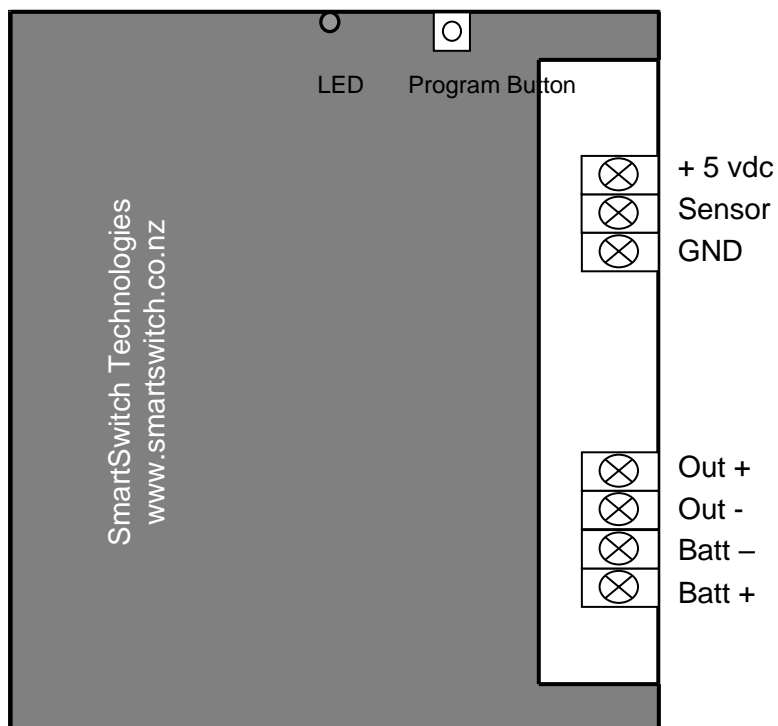 LED
Program Button
+ 5 vdc
Sensor
GND
SmartSwitch Technologies
www.smartswitch.co.nz
Out +
Out -
Batt –
Batt +